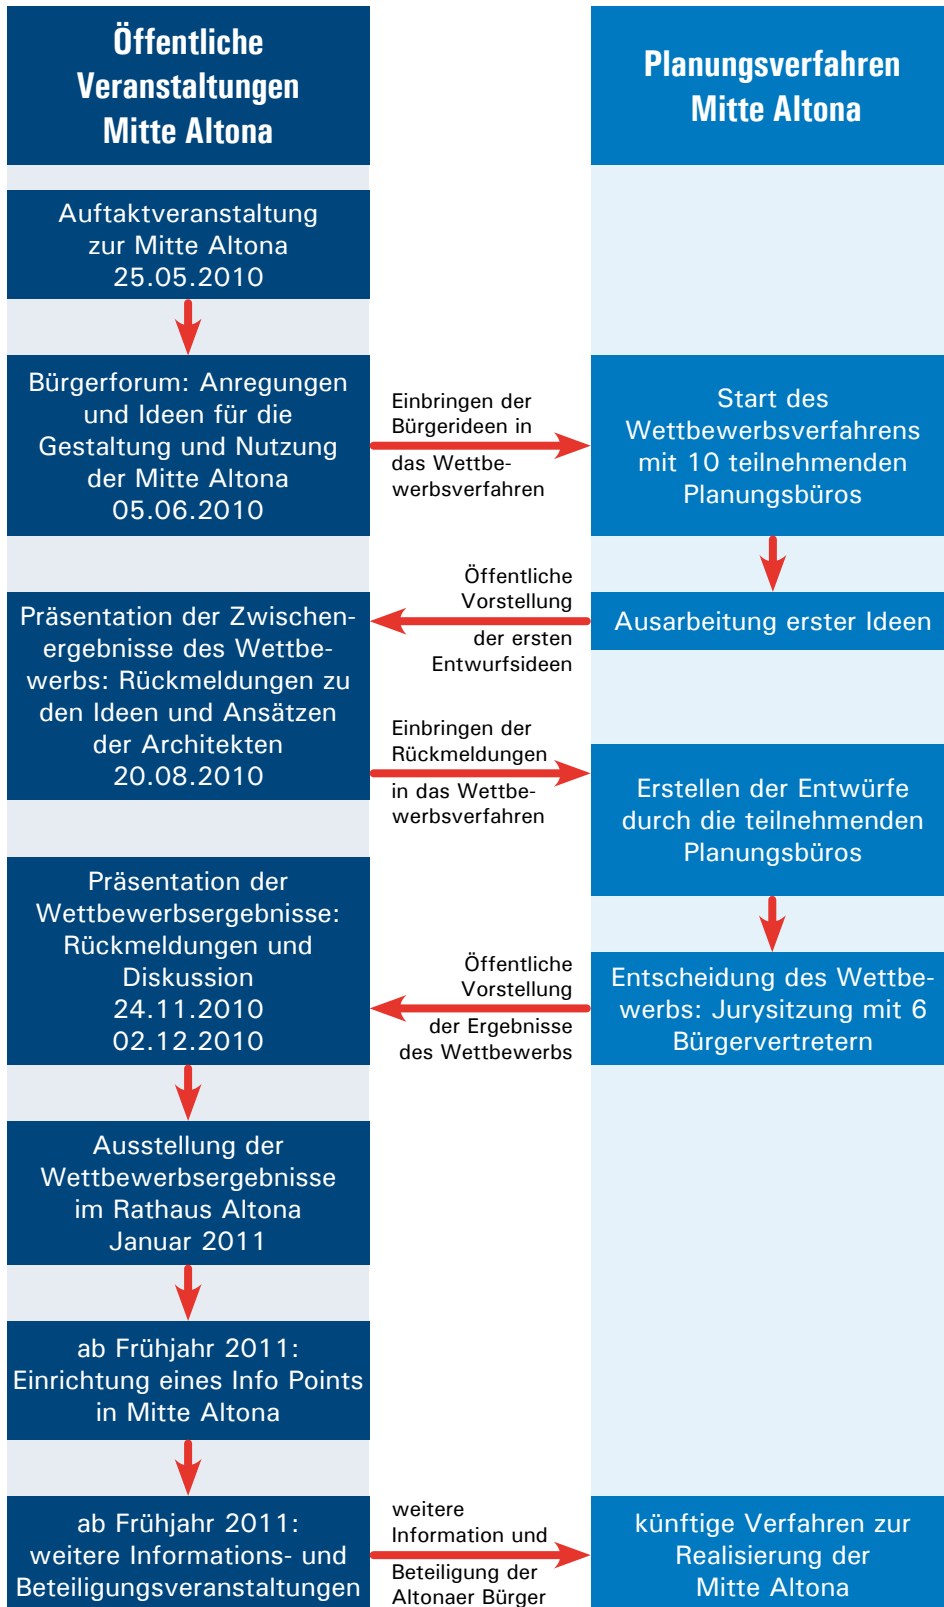 Öffentliche
Veranstaltungen
Mitte Altona
Planungsverfahren
Mitte Altona
Auftaktveranstaltung
zur Mitte Altona
25.05.2010
Bürgerforum: Anregungen
und Ideen für die
Gestaltung und Nutzung
der Mitte Altona
05.06.2010
Einbringen der
Bürgerideen in
das Wettbe-
werbsverfahren
Start des
Wettbewerbsverfahrens
mit 10 teilnehmenden
Planungsbüros
Ausarbeitung erster Ideen
Öffentliche
Vorstellung
der ersten
Entwurfsideen
Präsentation der Zwischen-
ergebnisse des Wettbe-
werbs: Rückmeldungen zu
den Ideen und Ansätzen
der Architekten
20.08.2010
Einbringen der
Rückmeldungen
in das Wettbe-
werbsverfahren
Erstellen der Entwürfe
durch die teilnehmenden
Planungsbüros
Entscheidung des Wettbe-
werbs: Jurysitzung mit 6
Bürgervertretern
Öffentliche
Vorstellung
der Ergebnisse
des Wettbewerbs
Präsentation der
Wettbewerbsergebnisse:
Rückmeldungen und
Diskussion
24.11.2010
02.12.2010
Ausstellung der
Wettbewerbsergebnisse
im Rathaus Altona
Januar 2011
ab Frühjahr 2011:
Einrichtung eines Info Points
in Mitte Altona
ab Frühjahr 2011:
weitere Informations- und
Beteiligungsveranstaltungen
weitere
Information und
Beteiligung der
Altonaer Bürger
künftige Verfahren zur
Realisierung der
Mitte Altona